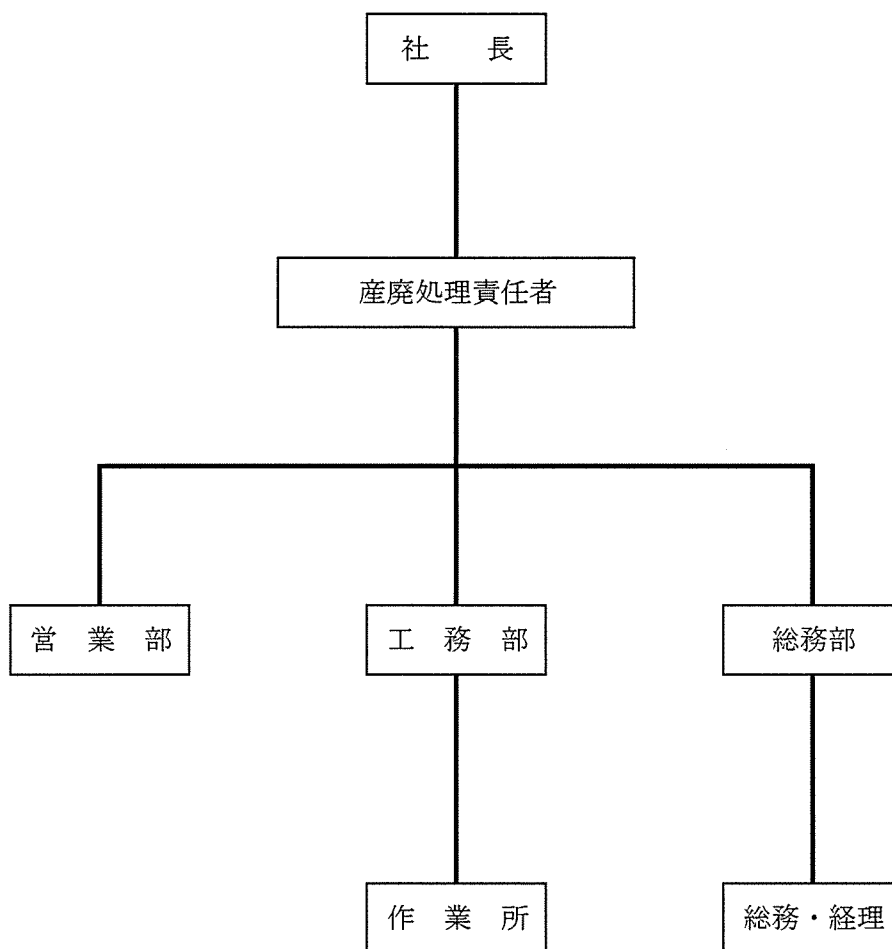 社　長
産廃処理責任者
営　業　部
工　務　部
総務部
作　業　所
総務・経理